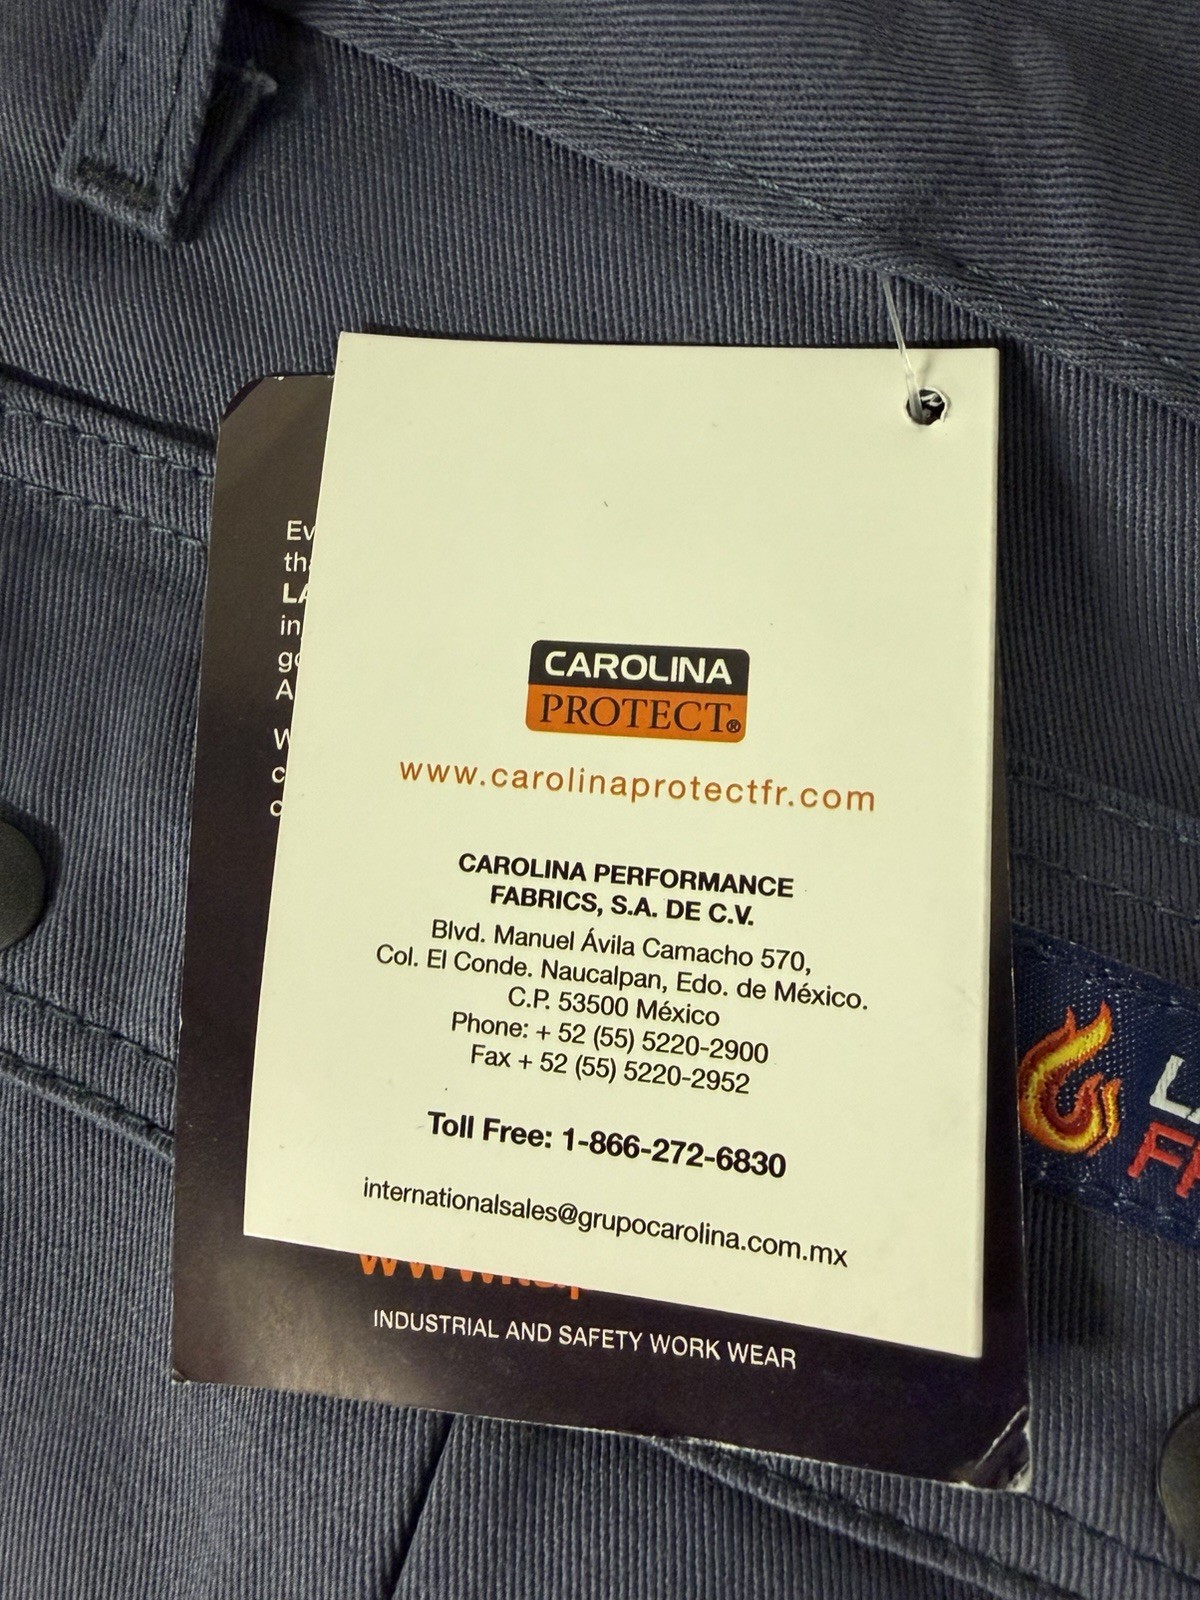 CAROLINA
PROTECT®
www.carolinaprotectfr.com
CAROLINA PERFORMANCE
FABRICS, S.A. DE C.V.
Blvd. Manuel Ávila Camacho 570,
Col. El Conde. Naucalpan, Edo. de México.
C.P. 53500 México
Phone: + 52 (55) 5220-2900
Fax + 52 (55) 5220-2952
Toll Free: 1-866-272-6830
internationalsales@grupocarolina.com.mx
INDUSTRIAL AND SAFETY WORK WEAR